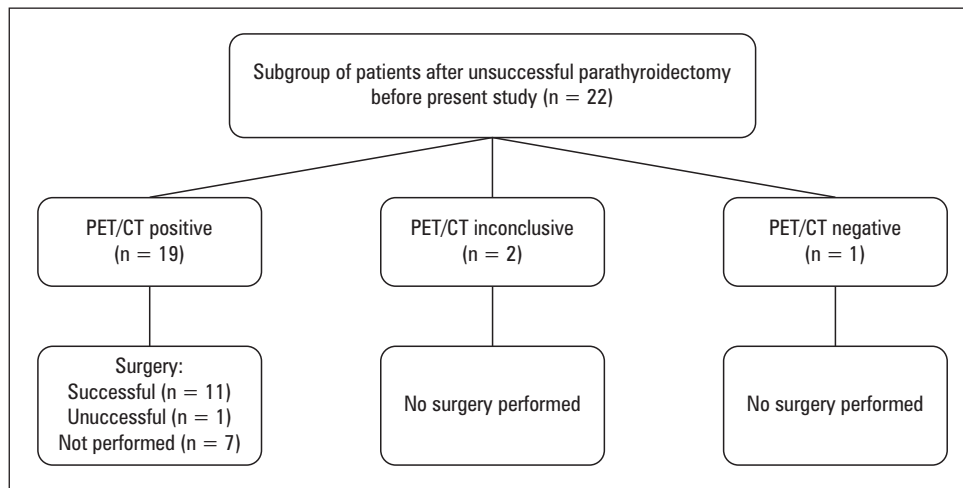 Subgroup of patients after unsuccessful parathyroidectomy
before present study (n = 22)
PET/CT positive
(n = 19)
PET/CT inconclusive
(n = 2)
PET/CT negative
(n = 1)
Surgery:
Successful (n = 11)
Unuccessful (n = 1)
Not performed (n = 7)
No surgery performed
No surgery performed